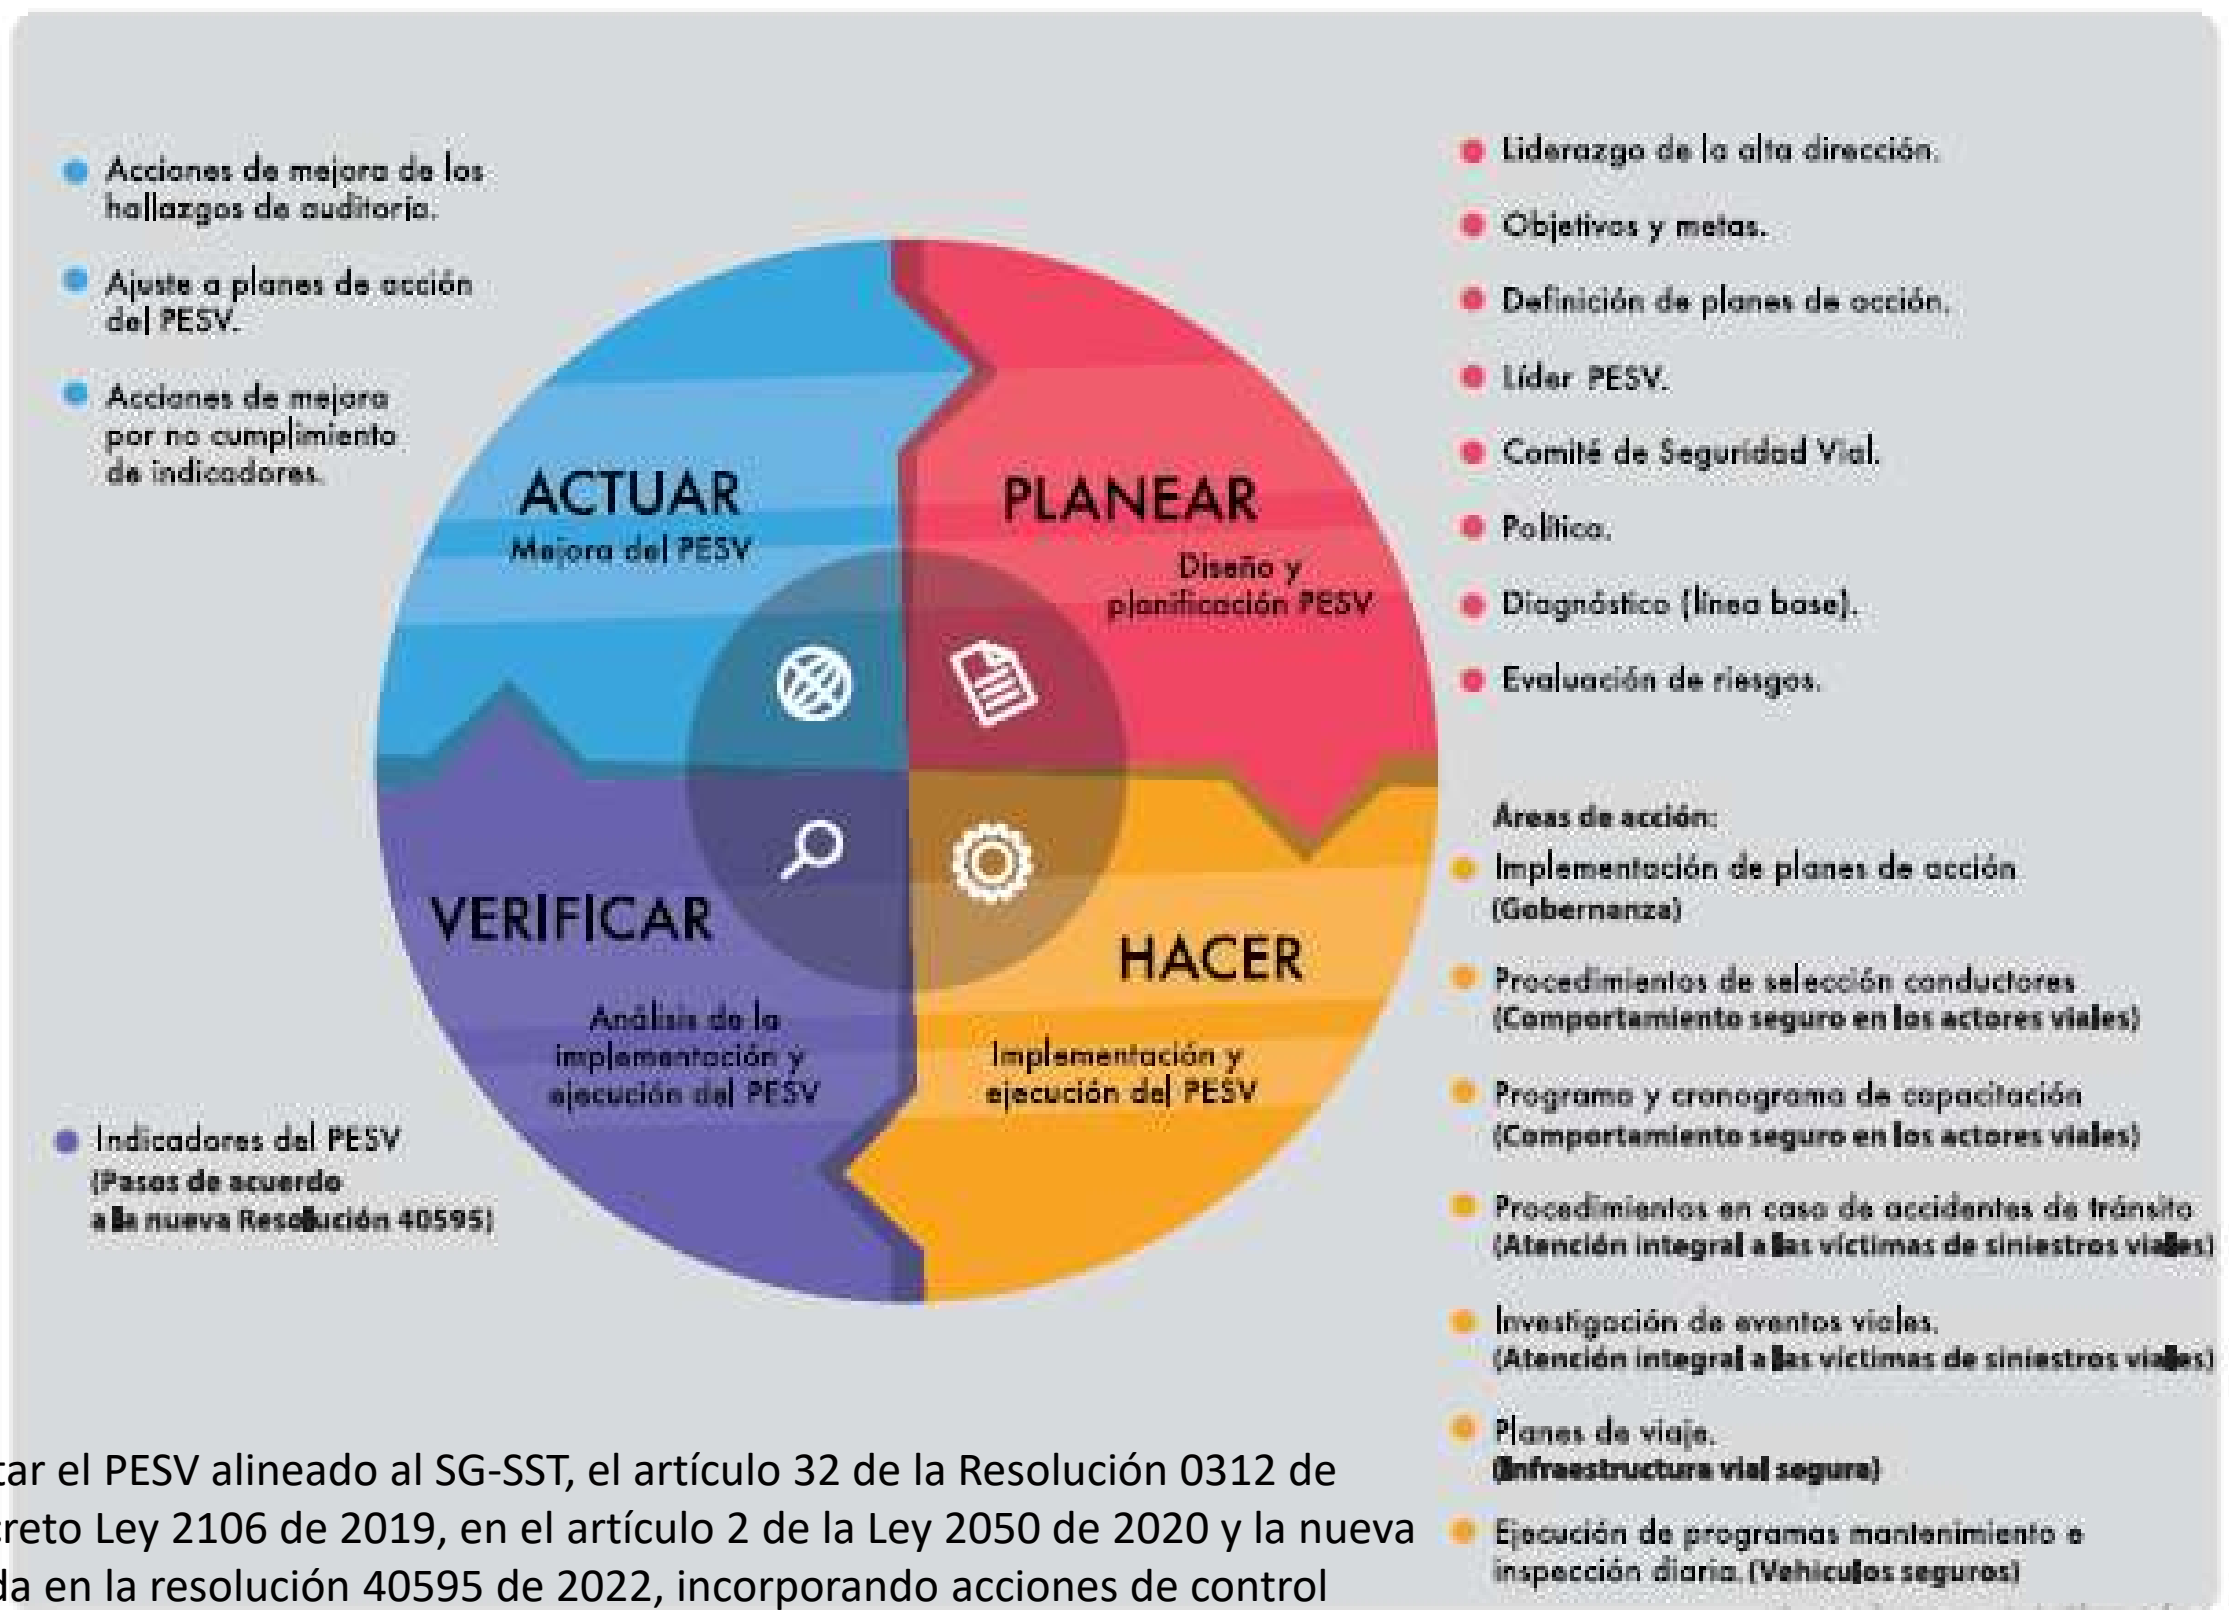 Acciones de mejora de los
hallazgos de auditoría.
Ajuste a planes de acción
del PESV.
Acciones de mejora
por no cumplimiento
de indicadores.
ACTUAR
Mejora del PESV
PLANEAR
Diseño y
planificación PESV
Liderazgo de la alta dirección.
Objetivos y metas.
Definición de planes de acción.
Líder PESV.
Comité de Seguridad Vial.
Política.
Diagnóstico (línea base).
Evaluación de riesgos.
VERIFICAR
Análisis de la
implementación y
ejecución del PESV
HACER
Implementación y
ejecución del PESV
Indicadores del PESV
(Pasos de acuerdo
a la nueva Resolución 40595)
Áreas de acción:
Implementación de planes de acción
(Gobernanza)
Procedimientos de selección conductores
(Comportamiento seguro en los actores viales)
Programa y cronograma de capacitación
(Comportamiento seguro en los actores viales)
Procedimientos en caso de accidentes de tránsito
(Atención integral a las víctimas de siniestros viales)
Investigación de eventos viales.
(Atención integral a las víctimas de siniestros viales)
Planes de viaje.
(Infraestructura vial segura)
Ejecución de programas mantenimiento e
inspección diaria. (Vehículos seguros)
tar el PESV alineado al SG-SST, el artículo 32 de la Resolución 0312 de
creto Ley 2106 de 2019, en el artículo 2 de la Ley 2050 de 2020 y la nueva
da en la resolución 40595 de 2022, incorporando acciones de control